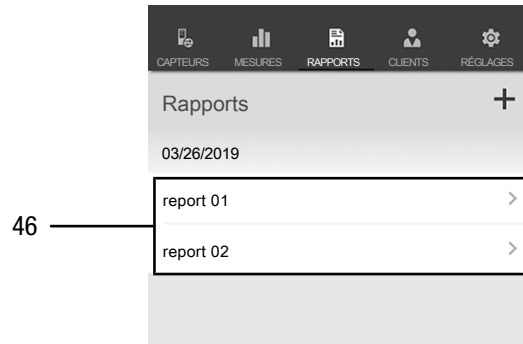 CAPTEURS MESURES RAPPORTS CLIENTS RÉGLAGES
Rapports
03/26/2019
report 01
46
report 02